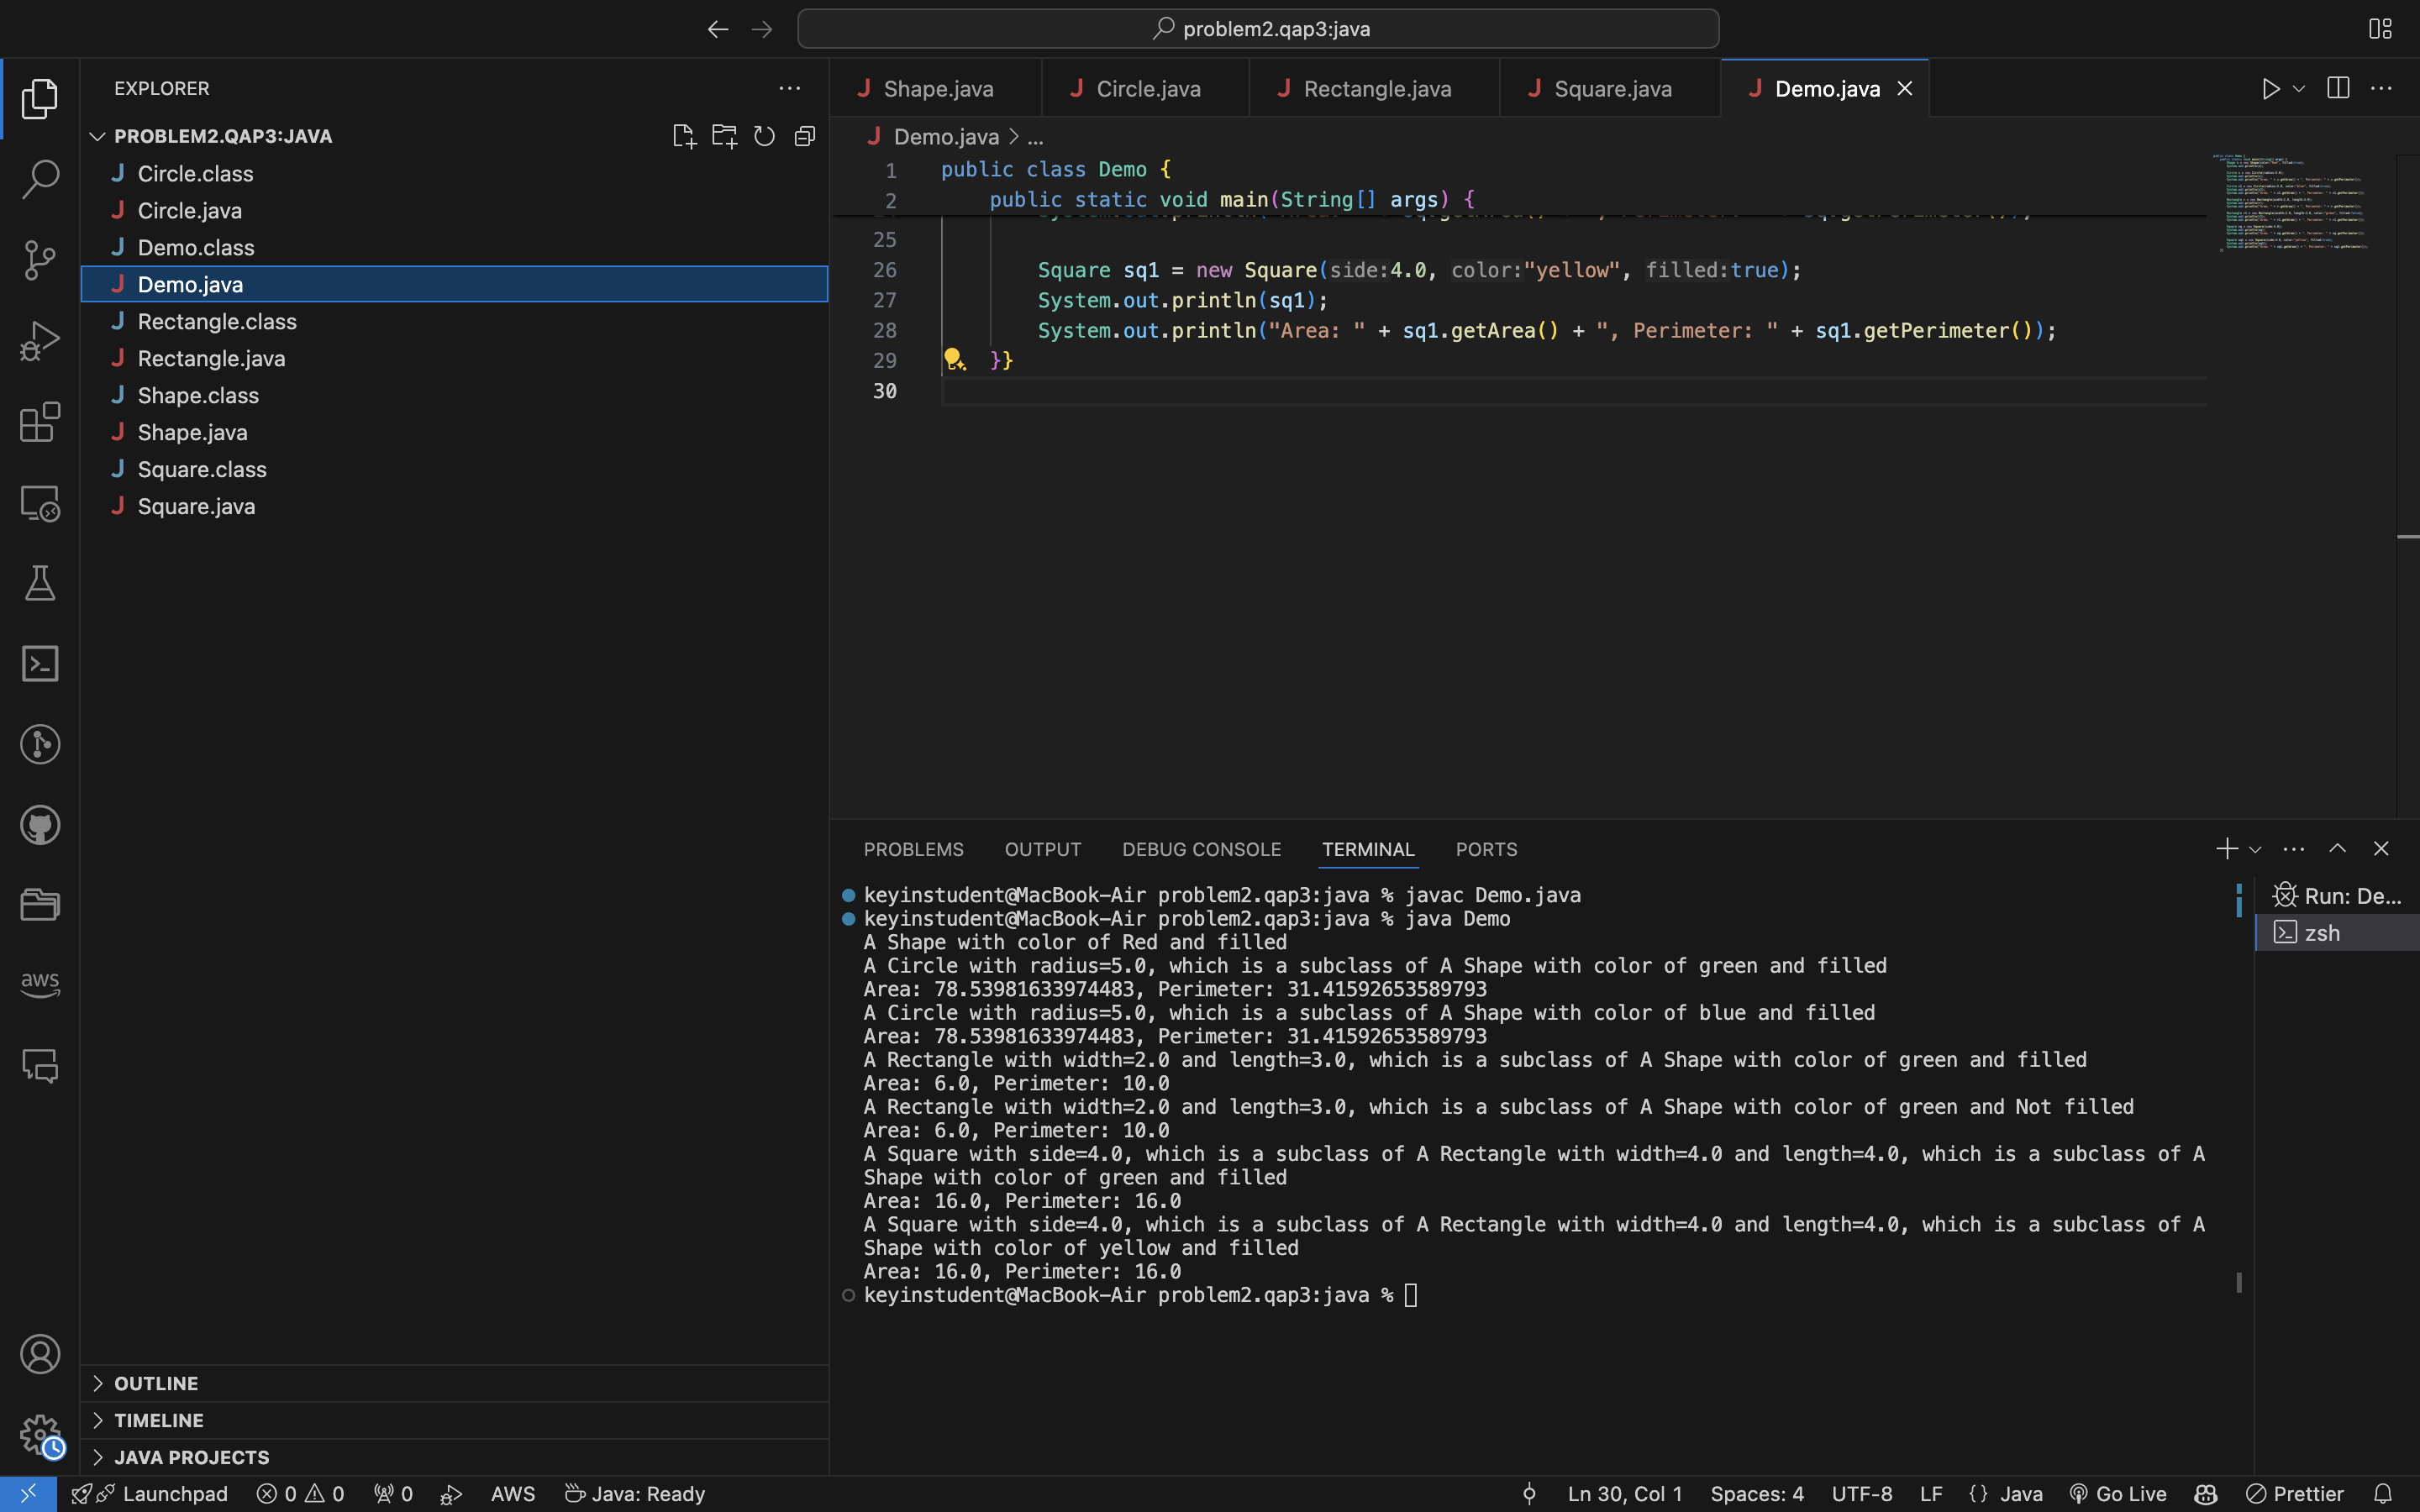 problem2.qap3:java
EXPLORER
PROBLEM2.QAP3:JAVA
Circle.class
Circle.java
Demo.class
Demo.java
Rectangle.class
Rectangle.java
Shape.class
Shape.java
Square.class
Square.java
OUTLINE
TIMELINE
JAVA PROJECTS
aws
Shape.java Circle.java Rectangle.java Square.java Demo.java
Demo.java > ...
1 public class Demo {
2 public static void main(String[] args) {
25
26 Square sq1 = new Square(side:4.0, color:"yellow", filled:true);
27 System.out.println(sq1);
28 System.out.println("Area: " + sq1.getArea() + ", Perimeter: " + sq1.getPerimeter());
29 }}
30
PROBLEMS OUTPUT DEBUG CONSOLE TERMINAL PORTS
keyinstudent@MacBook-Air problem2.qap3:java % javac Demo.java
keyinstudent@MacBook-Air problem2.qap3:java % java Demo
A Shape with color of Red and filled
A Circle with radius=5.0, which is a subclass of A Shape with color of green and filled
Area: 78.53981633974483, Perimeter: 31.41592653589793
A Circle with radius=5.0, which is a subclass of A Shape with color of blue and filled
Area: 78.53981633974483, Perimeter: 31.41592653589793
A Rectangle with width=2.0 and length=3.0, which is a subclass of A Shape with color of green and filled
Area: 6.0, Perimeter: 10.0
A Rectangle with width=2.0 and length=3.0, which is a subclass of A Shape with color of green and Not filled
Area: 6.0, Perimeter: 10.0
A Square with side=4.0, which is a subclass of A Rectangle with width=4.0 and length=4.0, which is a subclass of A
Shape with color of green and filled
Area: 16.0, Perimeter: 16.0
A Square with side=4.0, which is a subclass of A Rectangle with width=4.0 and length=4.0, which is a subclass of A
Shape with color of yellow and filled
Area: 16.0, Perimeter: 16.0
keyinstudent@MacBook-Air problem2.qap3:java %
Run: De...
zsh
Launchpad 0 0 0 AWS Java: Ready Ln 30, Col 1 Spaces: 4 UTF-8 LF {} Java Go Live Prettier